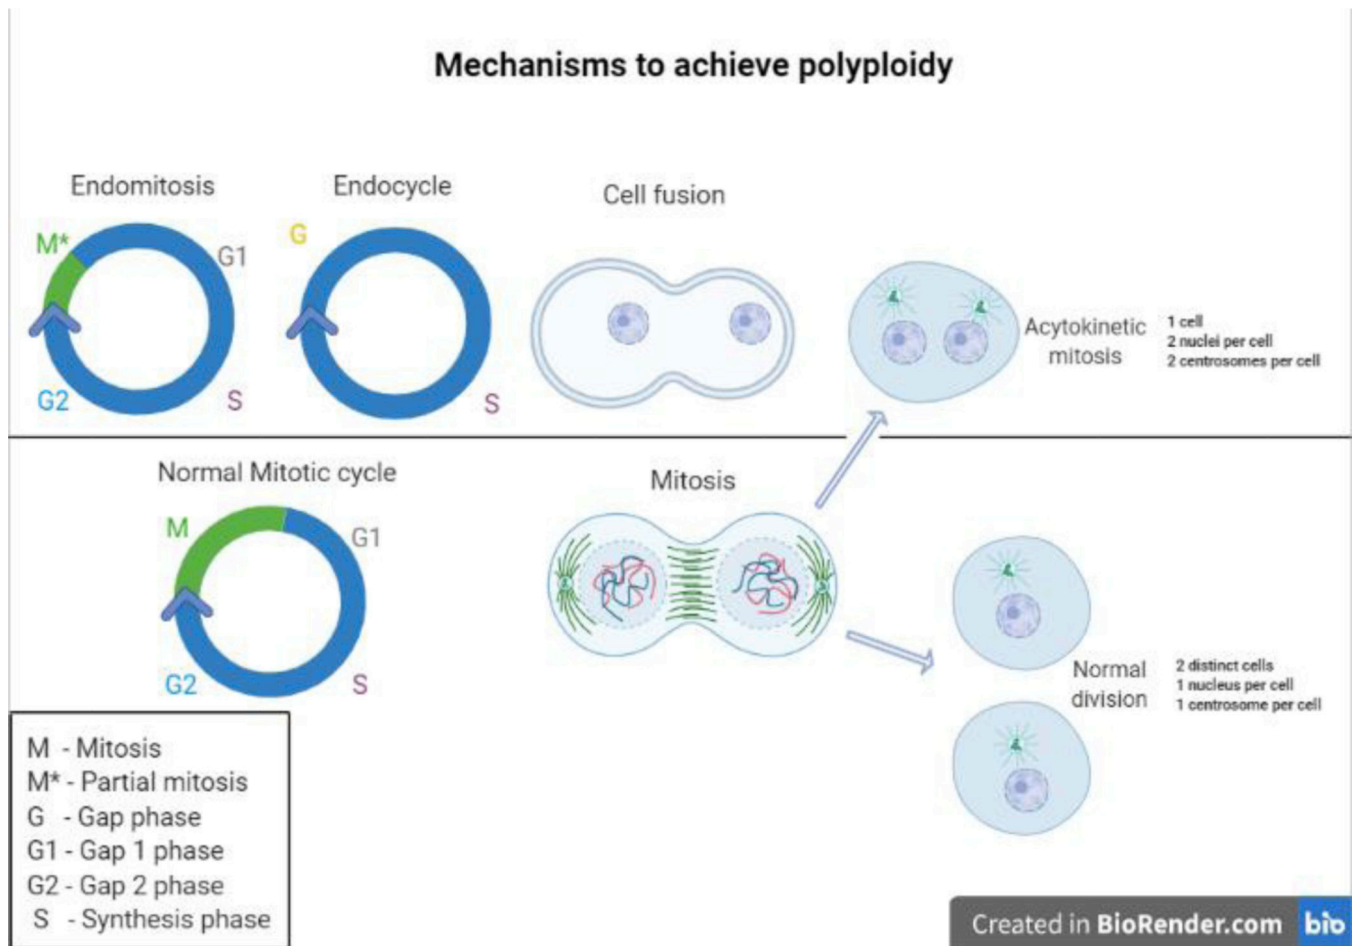 Mechanisms to achieve polyploidy
Endomitosis
M*
G1
G2
S
Endocycle
G
S
Cell fusion
Acytokinetic
mitosis
1 cell
2 nuclei per cell
2 centrosomes per cell
Normal Mitotic cycle
M
G1
G2
S
Mitosis
Normal
division
2 distinct cells
1 nucleus per cell
1 centrosome per cell
M - Mitosis
M* - Partial mitosis
G - Gap phase
G1 - Gap 1 phase
G2 - Gap 2 phase
S - Synthesis phase
Created in BioRender.com bio